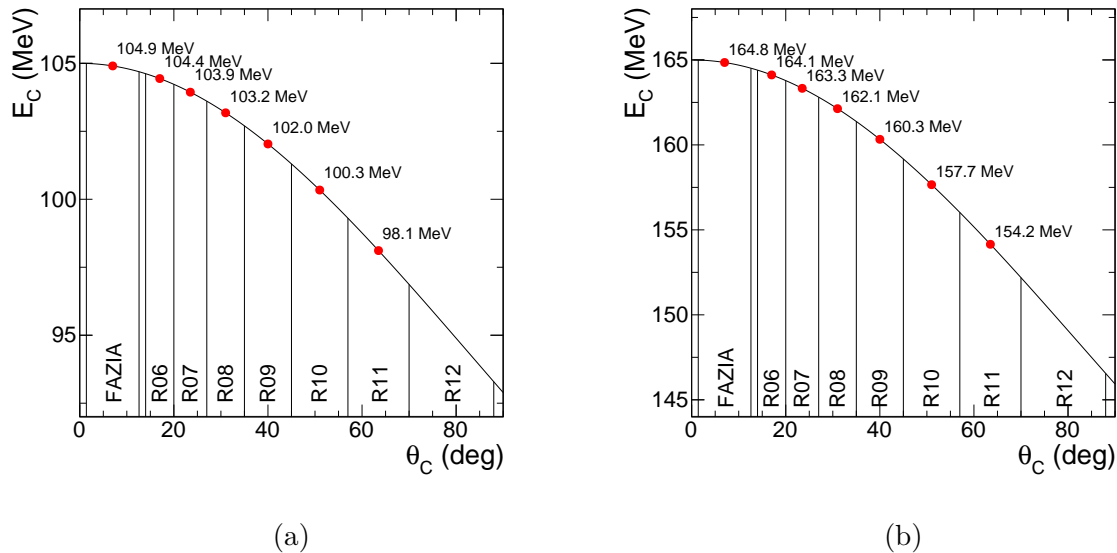 E_C (MeV)
105
100
95
104.9 MeV
104.4 MeV
103.9 MeV
103.2 MeV
102.0 MeV
100.3 MeV
98.1 MeV
FAZIA
R06
R07
R08
R09
R10
R11
R12
0 20 40 60 80
θ_C (deg)
(a)
E_C (MeV)
165
160
155
150
145
164.8 MeV
164.1 MeV
163.3 MeV
162.1 MeV
160.3 MeV
157.7 MeV
154.2 MeV
FAZIA
R06
R07
R08
R09
R10
R11
R12
0 20 40 60 80
θ_C (deg)
(b)